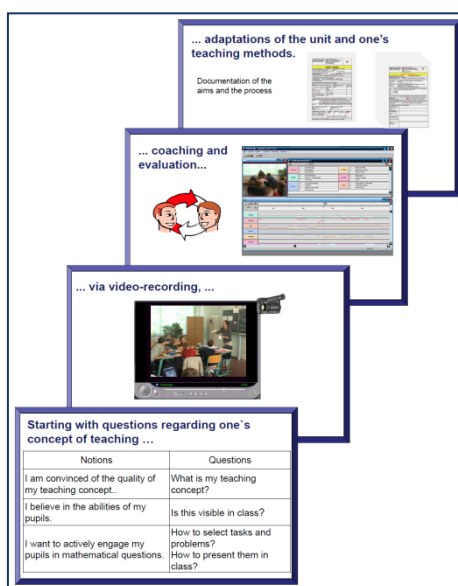 ... adaptations of the unit and one's
teaching methods.
Documentation of the
aims and the process
... coaching and
evaluation...
... via video-recording, ...
Starting with questions regarding one`s
concept of teaching …
Notions
Questions
I am convinced of the quality of
my teaching concept..
What is my teaching
concept?
I believe in the abilities of my
pupils.
Is this visible in class?
I want to actively engage my
pupils in mathematical questions.
How to select tasks and
problems?
How to present them in
class?